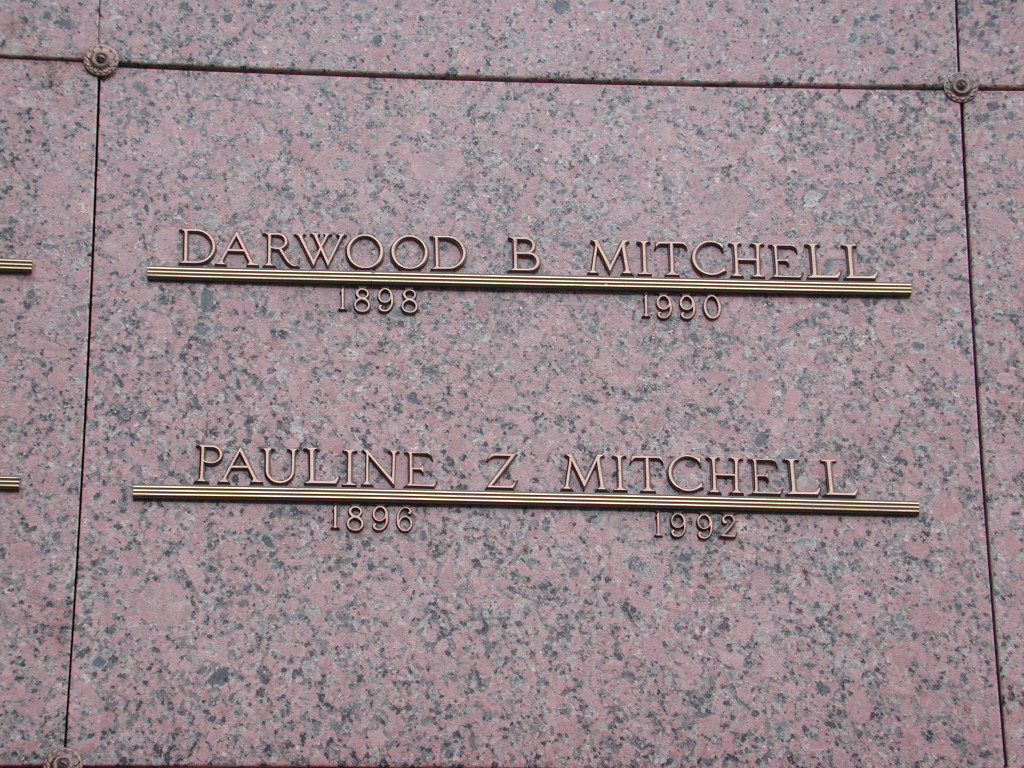 DARWOOD B MITCHELL
1898 1990
PAULINE Z MITCHELL
1896 1992